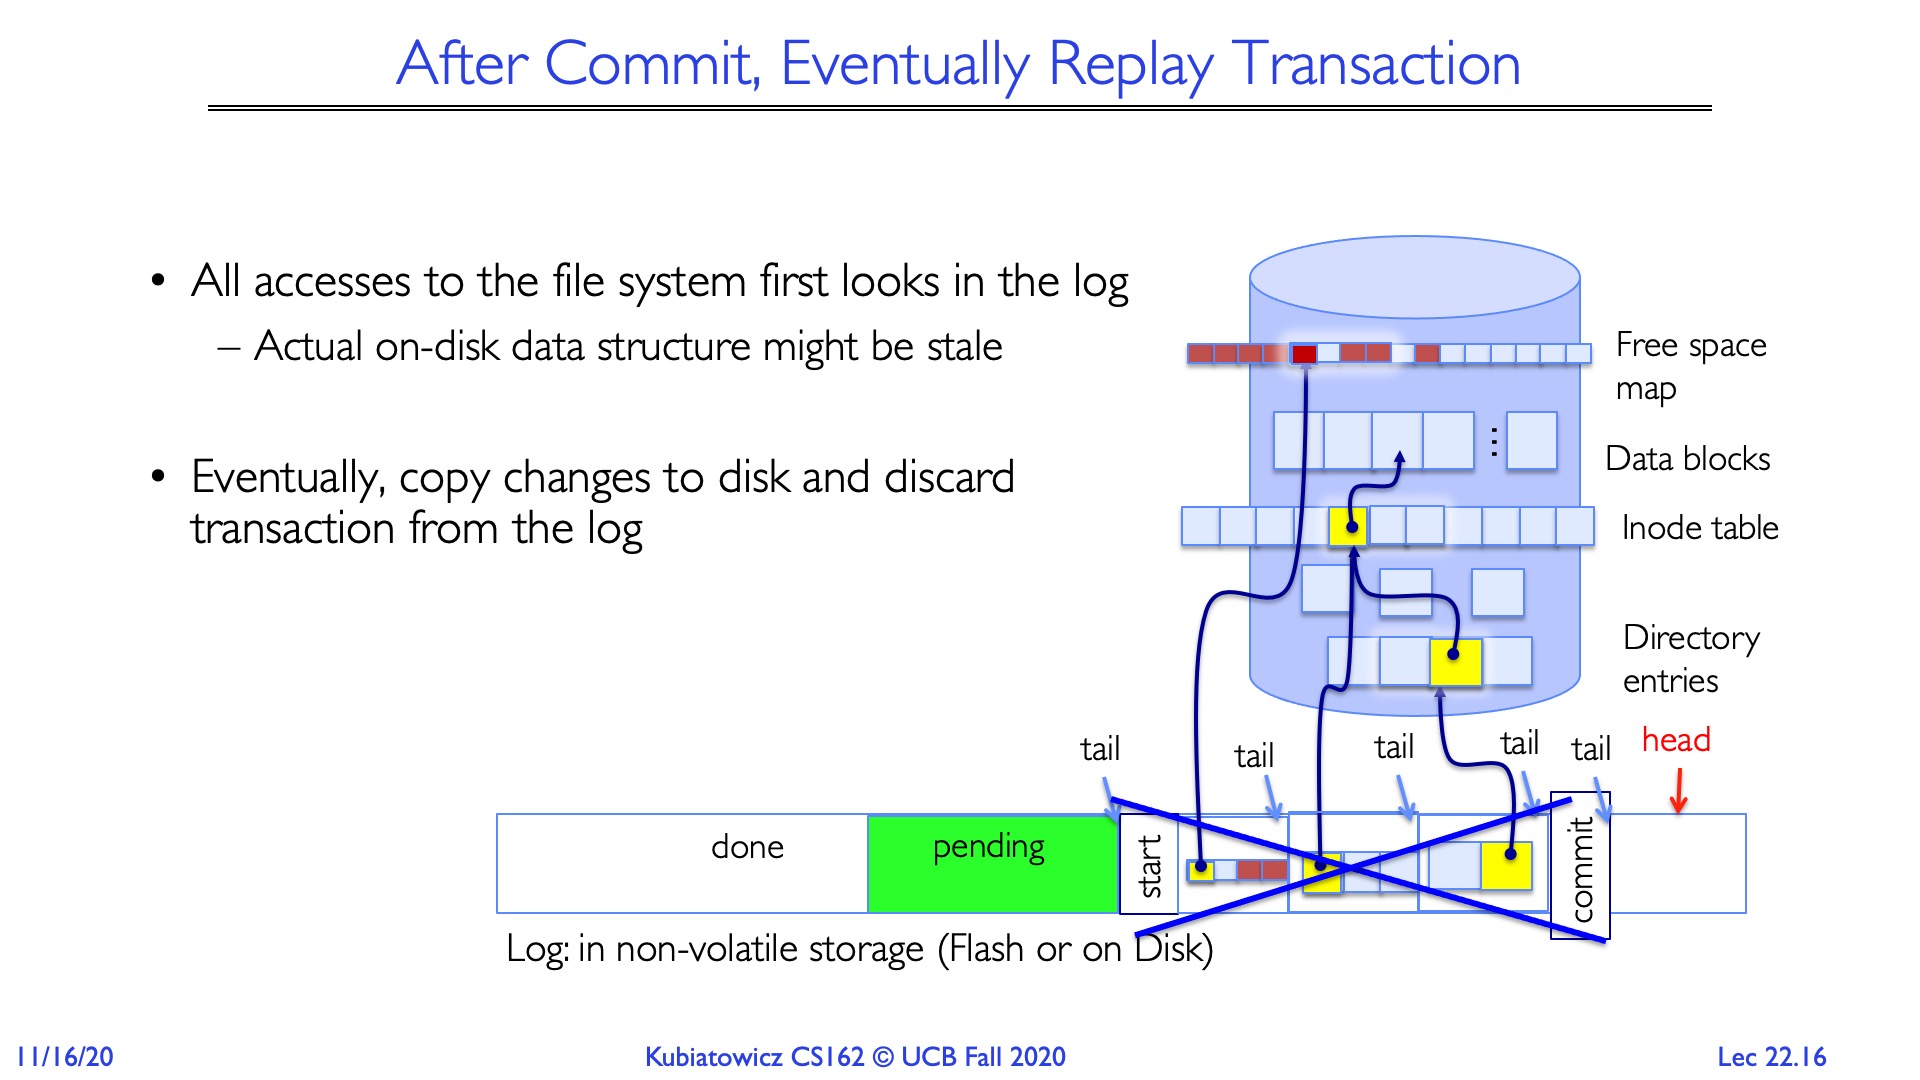 After Commit, Eventually Replay Transaction
• All accesses to the file system first looks in the log
– Actual on-disk data structure might be stale
• Eventually, copy changes to disk and discard
transaction from the log
Free space
map
Data blocks
Inode table
Directory
entries
tail
tail
tail
tail
tail
head
done
pending
start
commit
Log: in non-volatile storage (Flash or on Disk)
11/16/20
Kubiatowicz CS162 © UCB Fall 2020
Lec 22.16